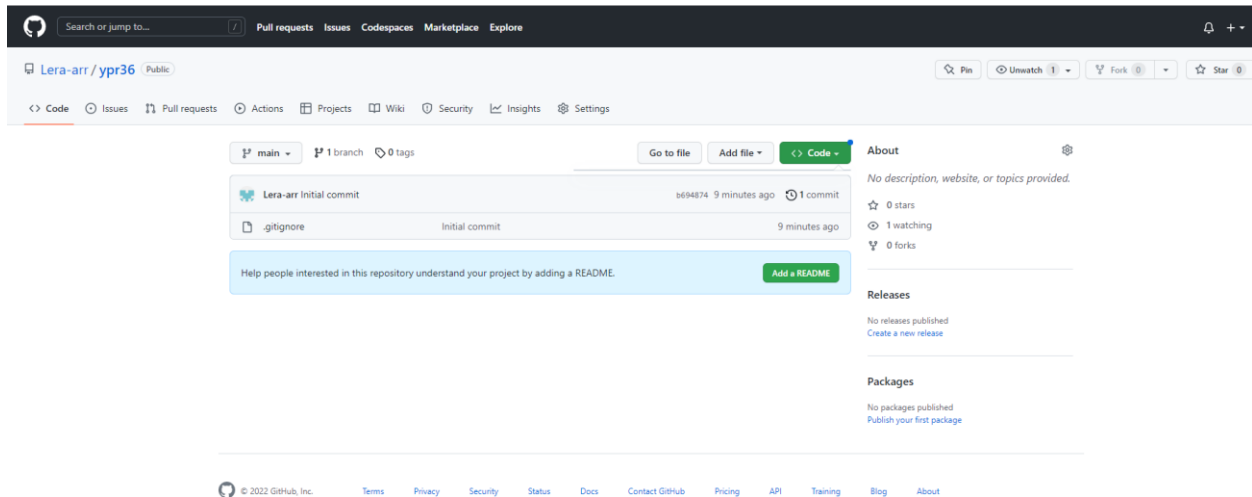 Search or jump to... / Pull requests Issues Codespaces Marketplace Explore
Lera-arr / ypr36 Public
Pin Unwatch 1 Fork 0 Star 0
Code Issues Pull requests Actions Projects Wiki Security Insights Settings
main 1 branch 0 tags Go to file Add file Code
Lera-arr Initial commit b694874 9 minutes ago 1 commit
.gitignore Initial commit 9 minutes ago
Help people interested in this repository understand your project by adding a README. Add a README
About
No description, website, or topics provided.
0 stars
1 watching
0 forks
Releases
No releases published
Create a new release
Packages
No packages published
Publish your first package
© 2022 GitHub, Inc. Terms Privacy Security Status Docs Contact GitHub Pricing API Training Blog About